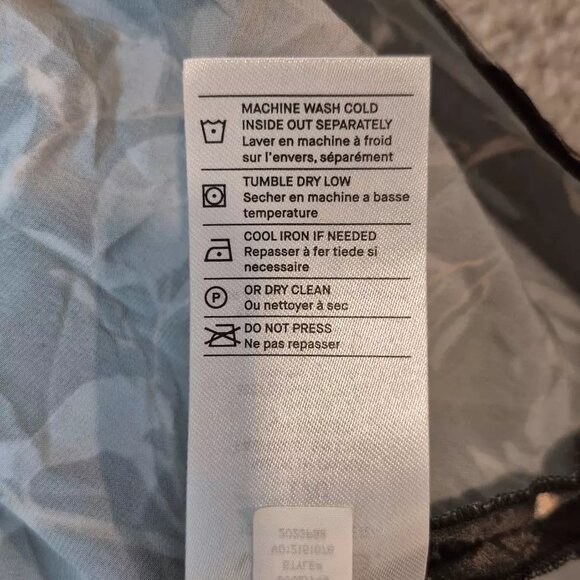 MACHINE WASH COLD
INSIDE OUT SEPARATELY
Laver en machine à froid
sur l'envers, séparément
TUMBLE DRY LOW
Secher en machine a basse
temperature
COOL IRON IF NEEDED
Repasser à fer tiede si
necessaire
P
OR DRY CLEAN
Ou nettoyer à sec
DO NOT PRESS
Ne pas repasser